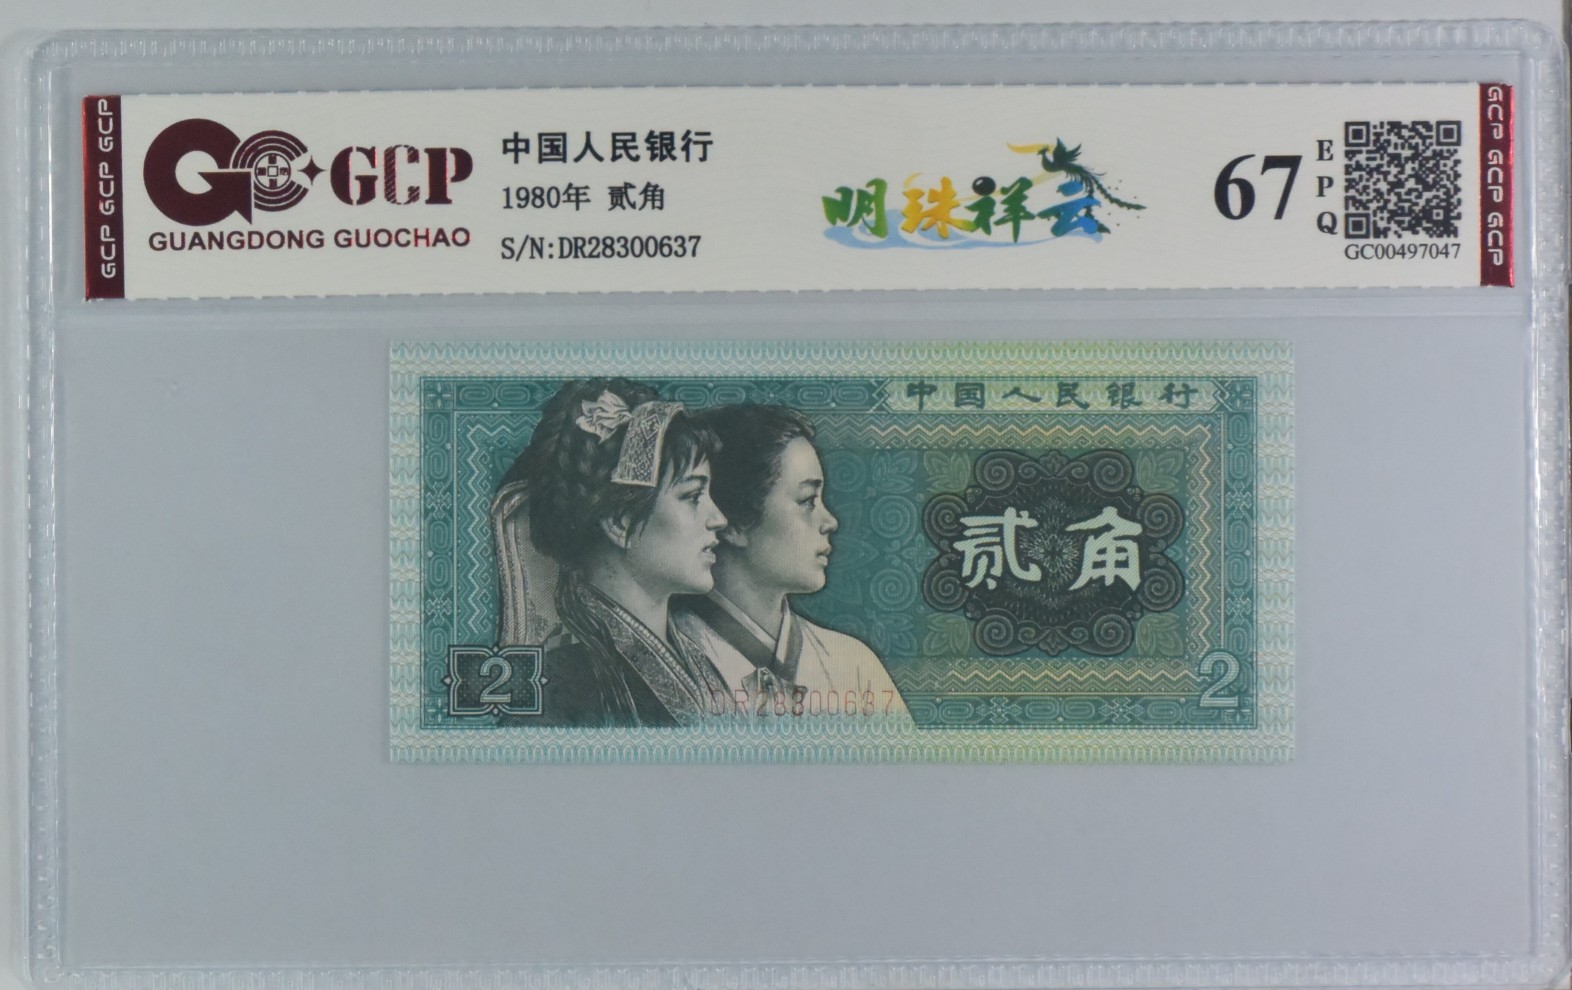 GCP GCP GCP
GCP
GUANGDONG GUOCHAO
中国人民银行
1980年 贰角
S/N:DR28300637
明珠祥云
67
EPQ
GC00497047
GCP GCP GCP
中国人民银行
贰角
2
2
DR28300637